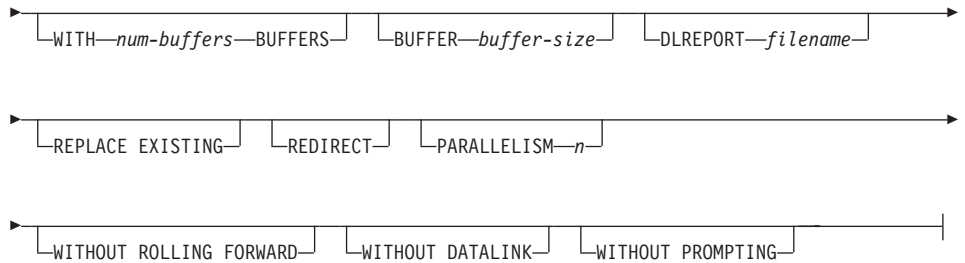 WITH num-buffers BUFFERS BUFFER buffer-size DLREPORT filename
REPLACE EXISTING REDIRECT PARALLELISM n
WITHOUT ROLLING FORWARD WITHOUT DATALINK WITHOUT PROMPTING